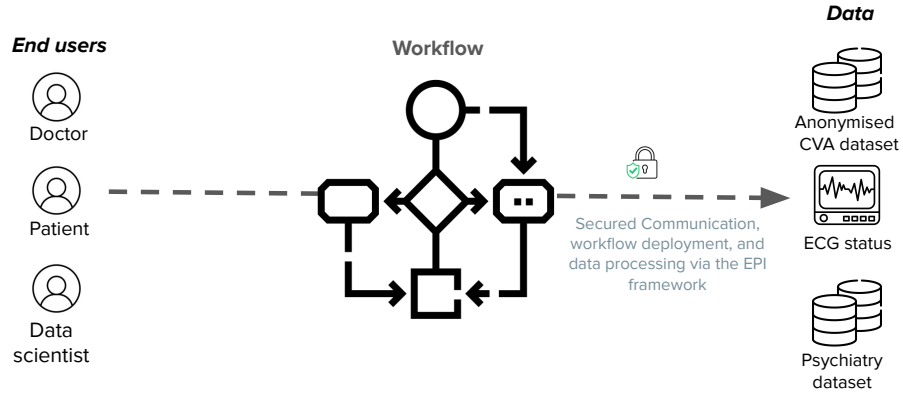 End users
Doctor
Patient
Data
scientist
Workflow
Secured Communication,
workflow deployment, and
data processing via the EPI
framework
Data
Anonymised
CVA dataset
ECG status
Psychiatry
dataset